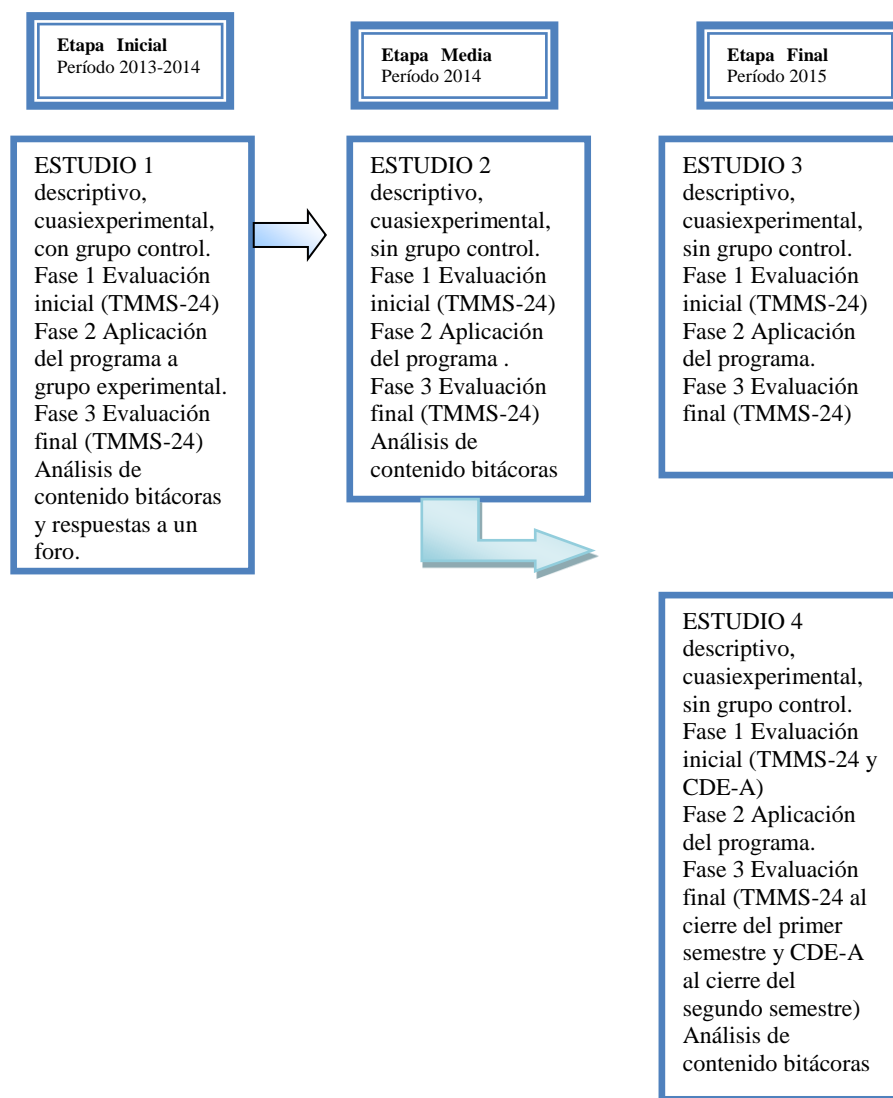 Etapa Inicial
Período 2013-2014
Etapa Media
Período 2014
Etapa Final
Período 2015
ESTUDIO 1
descriptivo,
cuasiexperimental,
con grupo control.
Fase 1 Evaluación
inicial (TMMS-24)
Fase 2 Aplicación
del programa a
grupo experimental.
Fase 3 Evaluación
final (TMMS-24)
Análisis de
contenido bitácoras
y respuestas a un
foro.
ESTUDIO 2
descriptivo,
cuasiexperimental,
sin grupo control.
Fase 1 Evaluación
inicial (TMMS-24)
Fase 2 Aplicación
del programa .
Fase 3 Evaluación
final (TMMS-24)
Análisis de
contenido bitácoras
ESTUDIO 3
descriptivo,
cuasiexperimental,
sin grupo control.
Fase 1 Evaluación
inicial (TMMS-24)
Fase 2 Aplicación
del programa.
Fase 3 Evaluación
final (TMMS-24)
ESTUDIO 4
descriptivo,
cuasiexperimental,
sin grupo control.
Fase 1 Evaluación
inicial (TMMS-24 y
CDE-A)
Fase 2 Aplicación
del programa.
Fase 3 Evaluación
final (TMMS-24 al
cierre del primer
semestre y CDE-A
al cierre del
segundo semestre)
Análisis de
contenido bitácoras